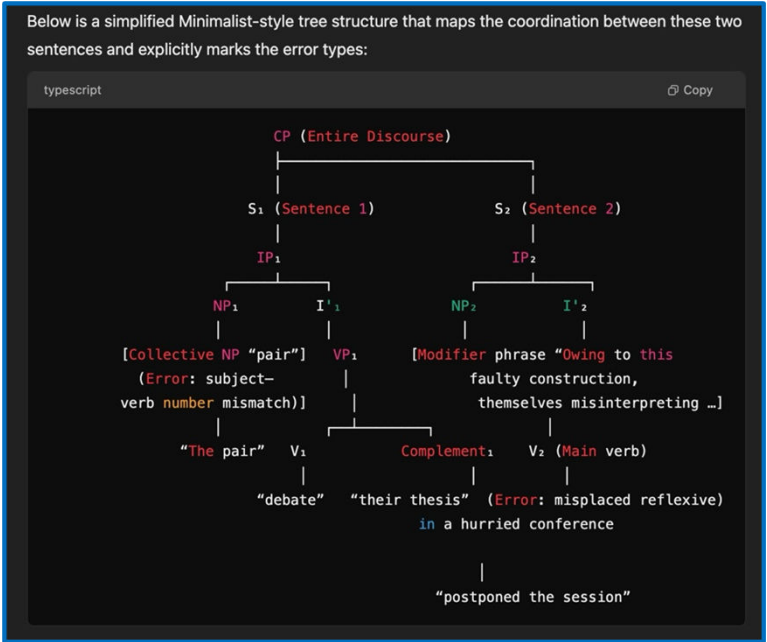 Below is a simplified Minimalist-style tree structure that maps the coordination between these two
sentences and explicitly marks the error types:
typescript
Copy
CP (Entire Discourse)
S₁ (Sentence 1) S₂ (Sentence 2)
IP₁ IP₂
NP₁ I'₁ NP₂ I'₂
[Collective NP “pair”] VP₁ [Modifier phrase “Owing to this
(Error: subject– faulty construction,
verb number mismatch)] themselves misinterpreting …]
“The pair” V₁ Complement₁ V₂ (Main verb)
“debate” “their thesis” (Error: misplaced reflexive)
in a hurried conference
“postponed the session”